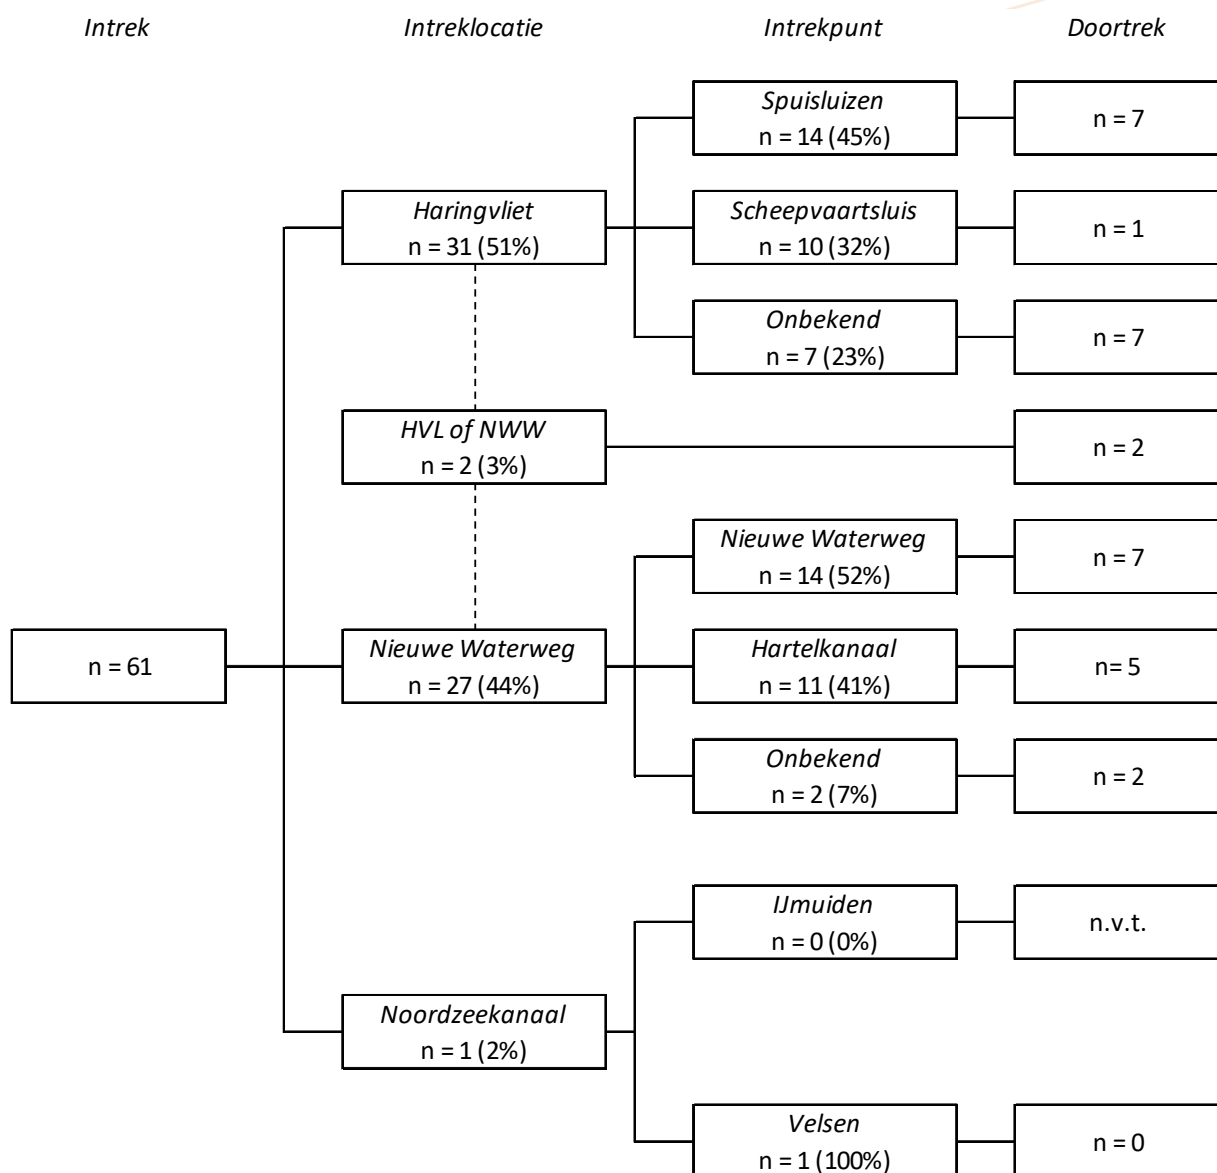 Intrek
Intreklocatie
Intrekpunt
Doortrek
Spuisluizen
n = 14 (45%)
n = 7
Haringvliet
n = 31 (51%)
Scheepvaartsluis
n = 10 (32%)
n = 1
Onbekend
n = 7 (23%)
n = 7
HVL of NWW
n = 2 (3%)
n = 2
Nieuwe Waterweg
n = 14 (52%)
n = 7
n = 61
Nieuwe Waterweg
n = 27 (44%)
Hartelkanaal
n = 11 (41%)
n= 5
Onbekend
n = 2 (7%)
n = 2
IJmuiden
n = 0 (0%)
n.v.t.
Noordzeekanaal
n = 1 (2%)
Velsen
n = 1 (100%)
n = 0